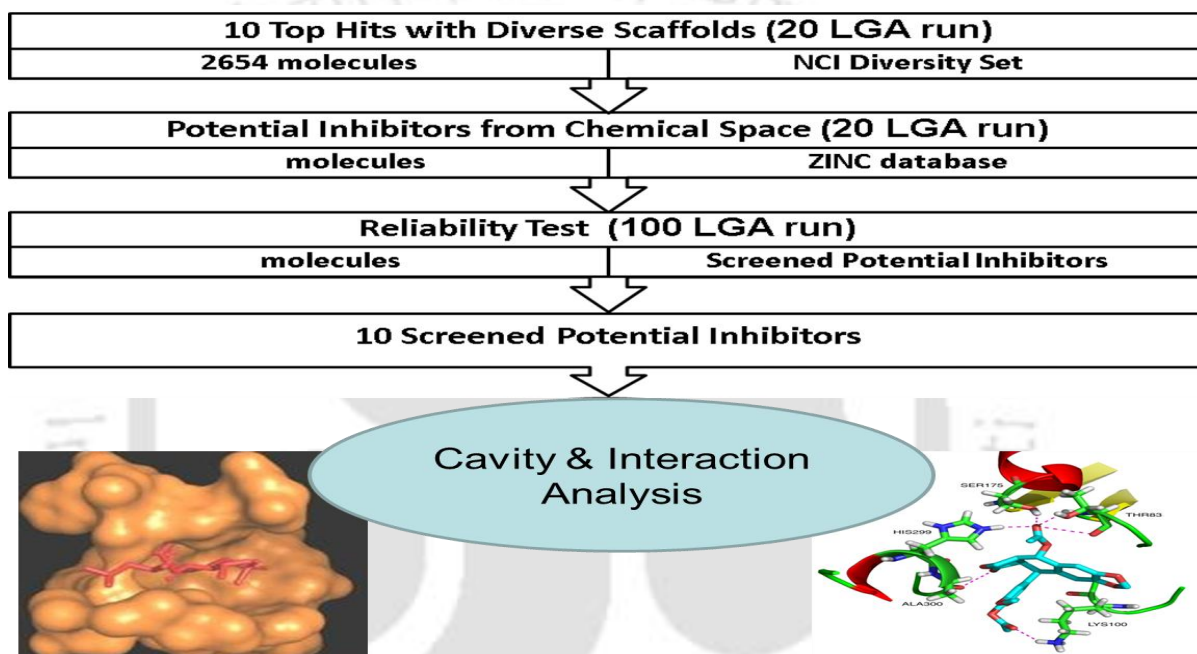 10 Top Hits with Diverse Scaffolds (20 LGA run)
2654 molecules NCI Diversity Set
Potential Inhibitors from Chemical Space (20 LGA run)
molecules ZINC database
Reliability Test (100 LGA run)
molecules Screened Potential Inhibitors
10 Screened Potential Inhibitors
Cavity & Interaction
Analysis
SER175
THR83
HIS299
ALA300
LYS100